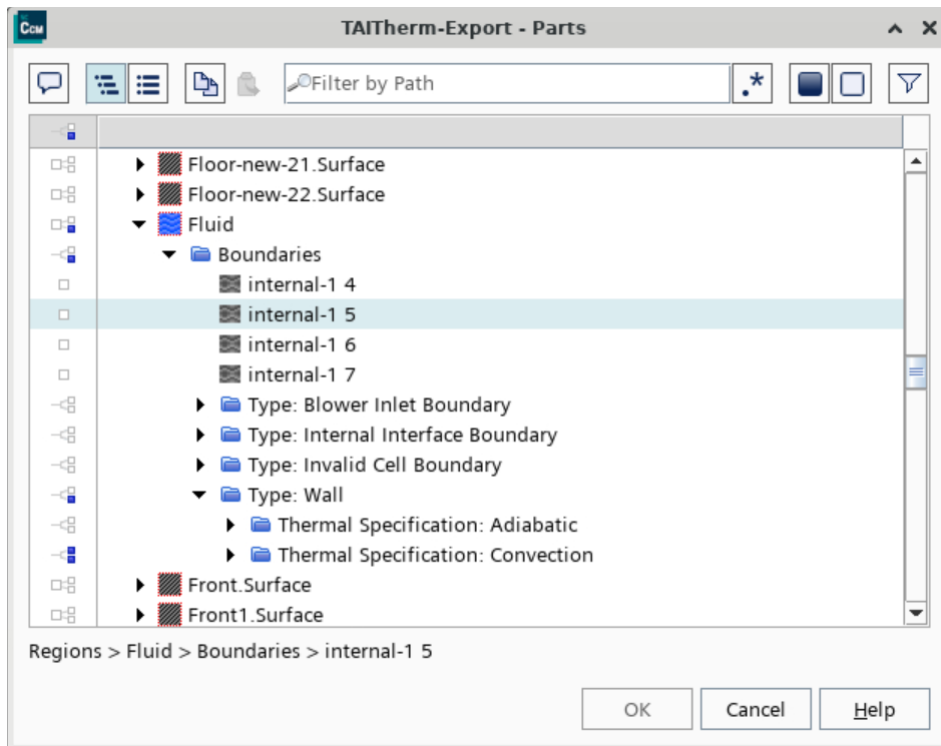 CCM
TAITherm-Export - Parts
Filter by Path
.*
Floor-new-21.Surface
Floor-new-22.Surface
Fluid
Boundaries
internal-1 4
internal-1 5
internal-1 6
internal-1 7
Type: Blower Inlet Boundary
Type: Internal Interface Boundary
Type: Invalid Cell Boundary
Type: Wall
Thermal Specification: Adiabatic
Thermal Specification: Convection
Front.Surface
Front1.Surface
Regions > Fluid > Boundaries > internal-1 5
OK Cancel Help